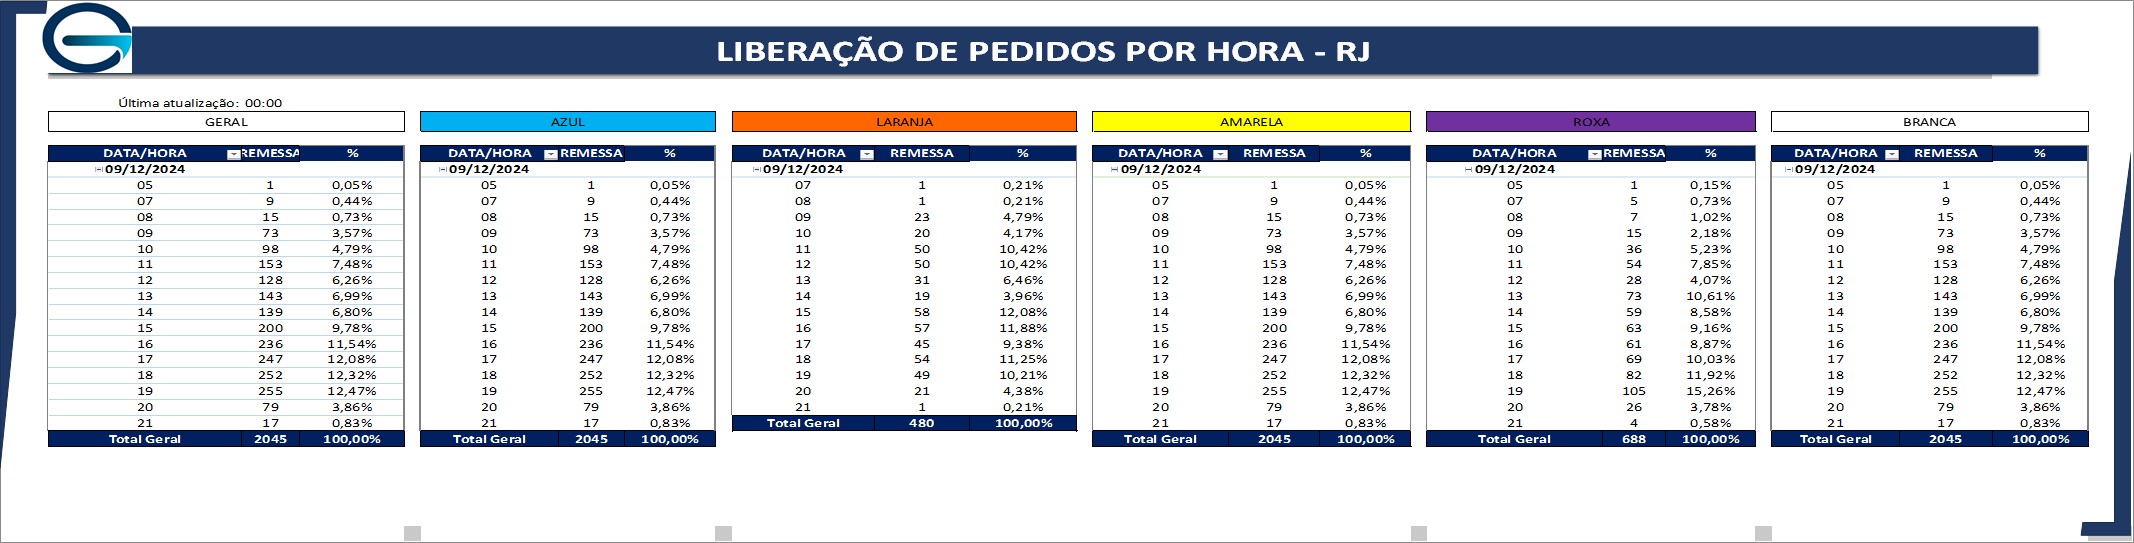 LIBERAÇÃO DE PEDIDOS POR HORA - RJ
Última atualização: 00:00
GERAL AZUL LARANJA AMARELA ROXA BRANCA
DATA/HORA REMESSA % DATA/HORA REMESSA % DATA/HORA REMESSA % DATA/HORA REMESSA % DATA/HORA REMESSA % DATA/HORA REMESSA %
09/12/2024 09/12/2024 09/12/2024 09/12/2024 09/12/2024 09/12/2024
05 1 0,05% 05 1 0,05% 07 1 0,21% 05 1 0,05% 05 1 0,15% 05 1 0,05%
07 9 0,44% 07 9 0,44% 08 1 0,21% 07 9 0,44% 07 5 0,73% 07 9 0,44%
08 15 0,73% 08 15 0,73% 09 23 4,79% 08 15 0,73% 08 7 1,02% 08 15 0,73%
09 73 3,57% 09 73 3,57% 10 20 4,17% 09 73 3,57% 09 15 2,18% 09 73 3,57%
10 98 4,79% 10 98 4,79% 11 50 10,42% 10 98 4,79% 10 36 5,23% 10 98 4,79%
11 153 7,48% 11 153 7,48% 12 50 10,42% 11 153 7,48% 11 54 7,85% 11 153 7,48%
12 128 6,26% 12 128 6,26% 13 31 6,46% 12 128 6,26% 12 28 4,07% 12 128 6,26%
13 143 6,99% 13 143 6,99% 14 19 3,96% 13 143 6,99% 13 73 10,61% 13 143 6,99%
14 139 6,80% 14 139 6,80% 15 58 12,08% 14 139 6,80% 14 59 8,58% 14 139 6,80%
15 200 9,78% 15 200 9,78% 16 57 11,88% 15 200 9,78% 15 63 9,16% 15 200 9,78%
16 236 11,54% 16 236 11,54% 17 45 9,38% 16 236 11,54% 16 61 8,87% 16 236 11,54%
17 247 12,08% 17 247 12,08% 18 54 11,25% 17 247 12,08% 17 69 10,03% 17 247 12,08%
18 252 12,32% 18 252 12,32% 19 49 10,21% 18 252 12,32% 18 82 11,92% 18 252 12,32%
19 255 12,47% 19 255 12,47% 20 21 4,38% 19 255 12,47% 19 105 15,26% 19 255 12,47%
20 79 3,86% 20 79 3,86% 21 1 0,21% 20 79 3,86% 20 26 3,78% 20 79 3,86%
21 17 0,83% 21 17 0,83% Total Geral 480 100,00% 21 17 0,83% 21 4 0,58% 21 17 0,83%
Total Geral 2045 100,00% Total Geral 2045 100,00% Total Geral 2045 100,00% Total Geral 688 100,00% Total Geral 2045 100,00%